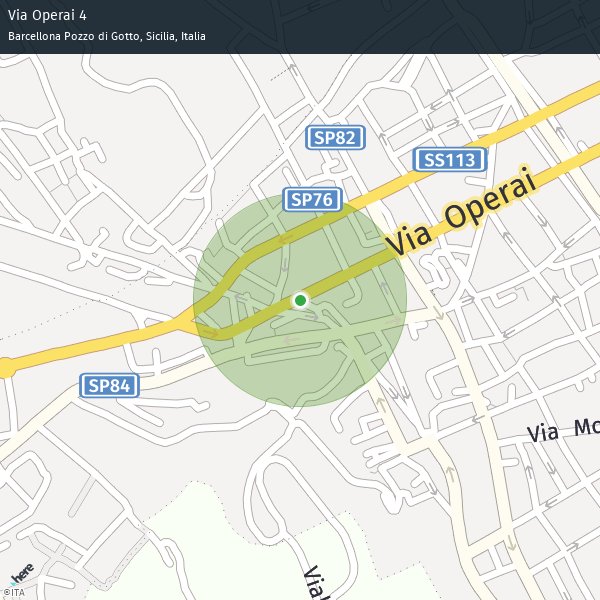 Via Operai 4
Barcellona Pozzo di Gotto, Sicilia, Italia
SP82
SS113
SP76
Via Operai
SP84
Via Mo
Via
here
©ITA